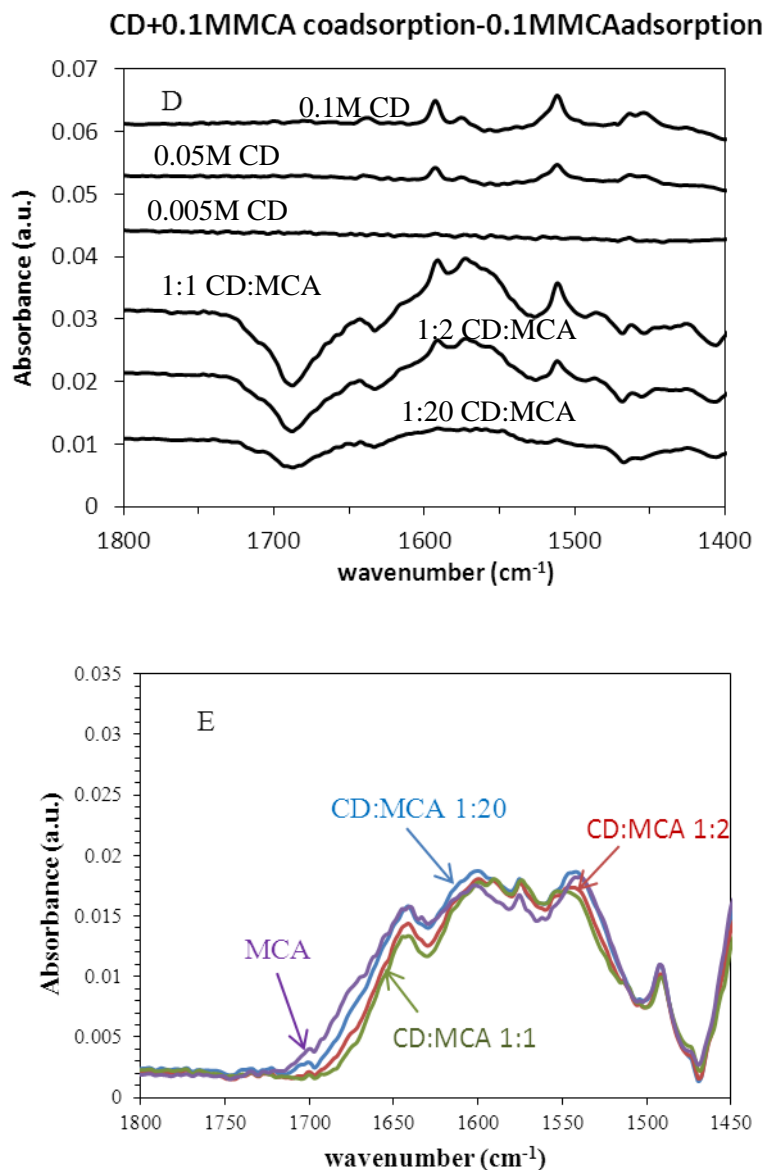 CD+0.1MMCA coadsorption-0.1MMCAadsorption
0.07
D
0.1M CD
0.06
0.05M CD
0.05
0.005M CD
0.04
1:1 CD:MCA
0.03
1:2 CD:MCA
0.02
1:20 CD:MCA
0.01
0
Absorbance (a.u.)
1800 1700 1600 1500 1400
wavenumber (cm-1)
0.035
E
0.03
0.025
CD:MCA 1:20
CD:MCA 1:2
0.02
0.015
MCA
0.01
CD:MCA 1:1
0.005
0
Absorbance (a.u.)
1800 1750 1700 1650 1600 1550 1500 1450
wavenumber (cm-1)